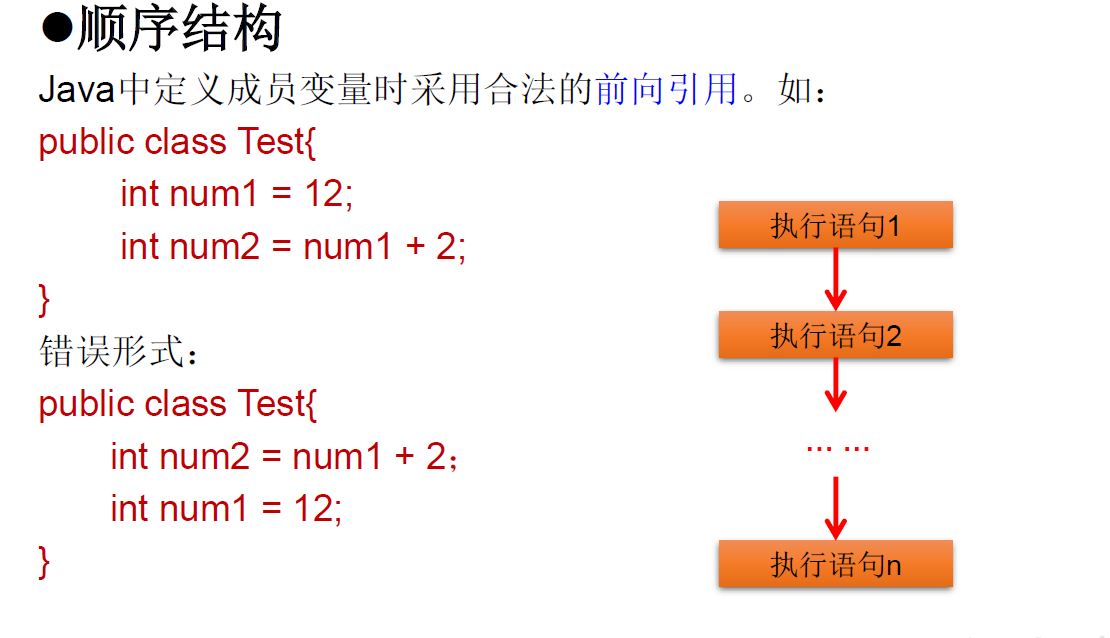 ●顺序结构
Java中定义成员变量时采用合法的前向引用。如：
public class Test{
int num1 = 12;
int num2 = num1 + 2;
}
错误形式：
public class Test{
int num2 = num1 + 2；
int num1 = 12;
}
执行语句1
执行语句2
... ...
执行语句n